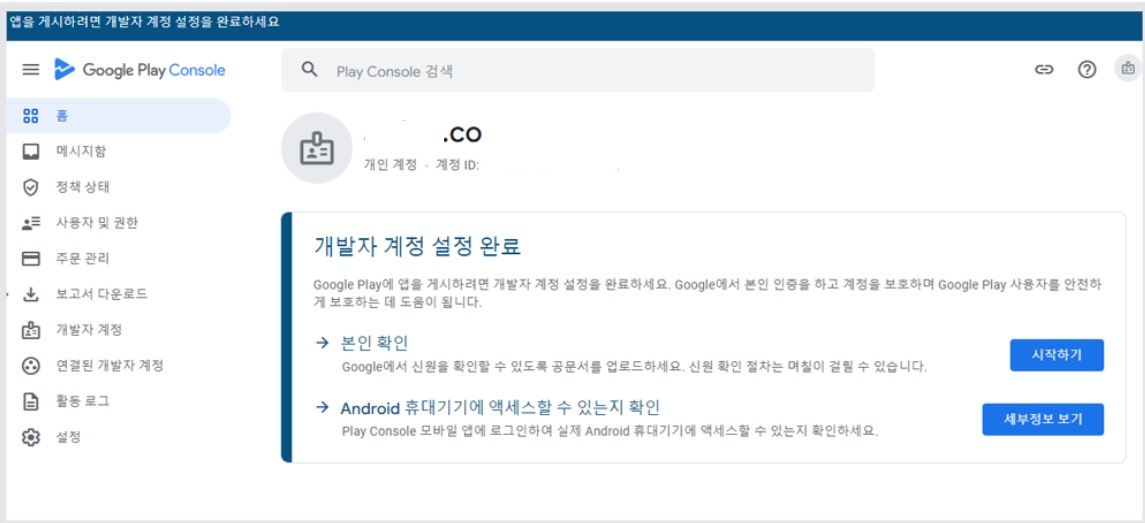 앱을 게시하려면 개발자 계정 설정을 완료하세요
Google Play Console
Play Console 검색
홈
메시지함
정책 상태
사용자 및 권한
주문 관리
보고서 다운로드
개발자 계정
연결된 개발자 계정
활동 로그
설정
.co
개인 계정 · 계정 ID:
개발자 계정 설정 완료
Google Play에 앱을 게시하려면 개발자 계정 설정을 완료하세요. Google에서 본인 인증을 하고 계정을 보호하며 Google Play 사용자를 안전하
게 보호하는 데 도움이 됩니다.
본인 확인
Google에서 신원을 확인할 수 있도록 공문서를 업로드하세요. 신원 확인 절차는 며칠이 걸릴 수 있습니다.
시작하기
Android 휴대기기에 액세스할 수 있는지 확인
Play Console 모바일 앱에 로그인하여 실제 Android 휴대기기에 액세스할 수 있는지 확인하세요.
세부정보 보기